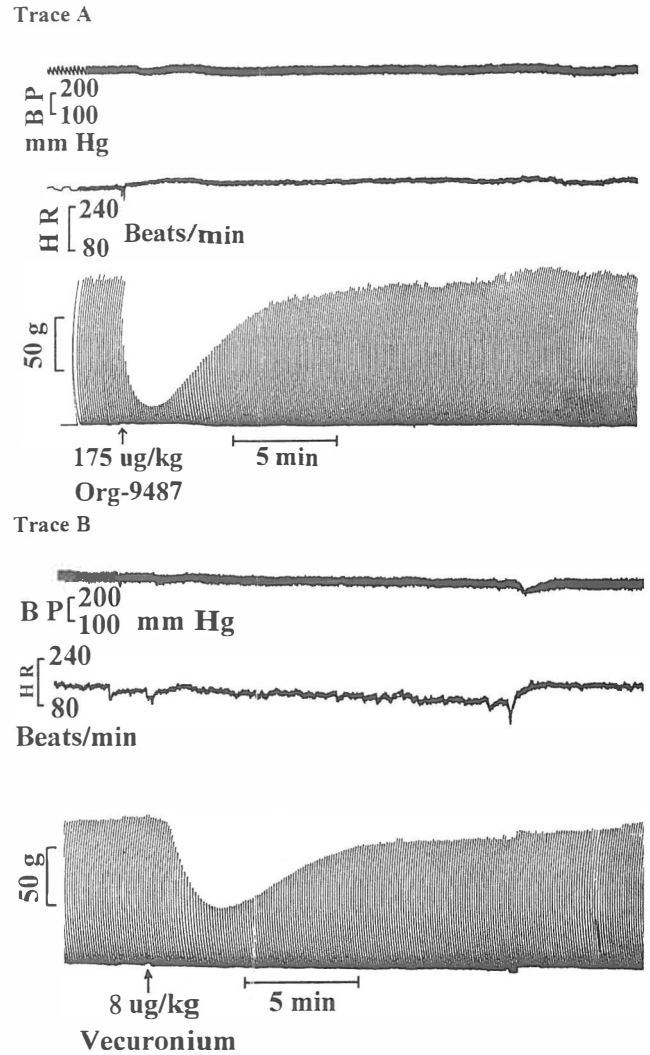 Trace A
B P
200
100
mm Hg
H R
240
80
Beats/min
50 g
175 ug/kg
Org-9487
5 min
Trace B
B P
200
100
mm Hg
H R
240
80
Beats/min
50 g
8 ug/kg
Vecuronium
5 min